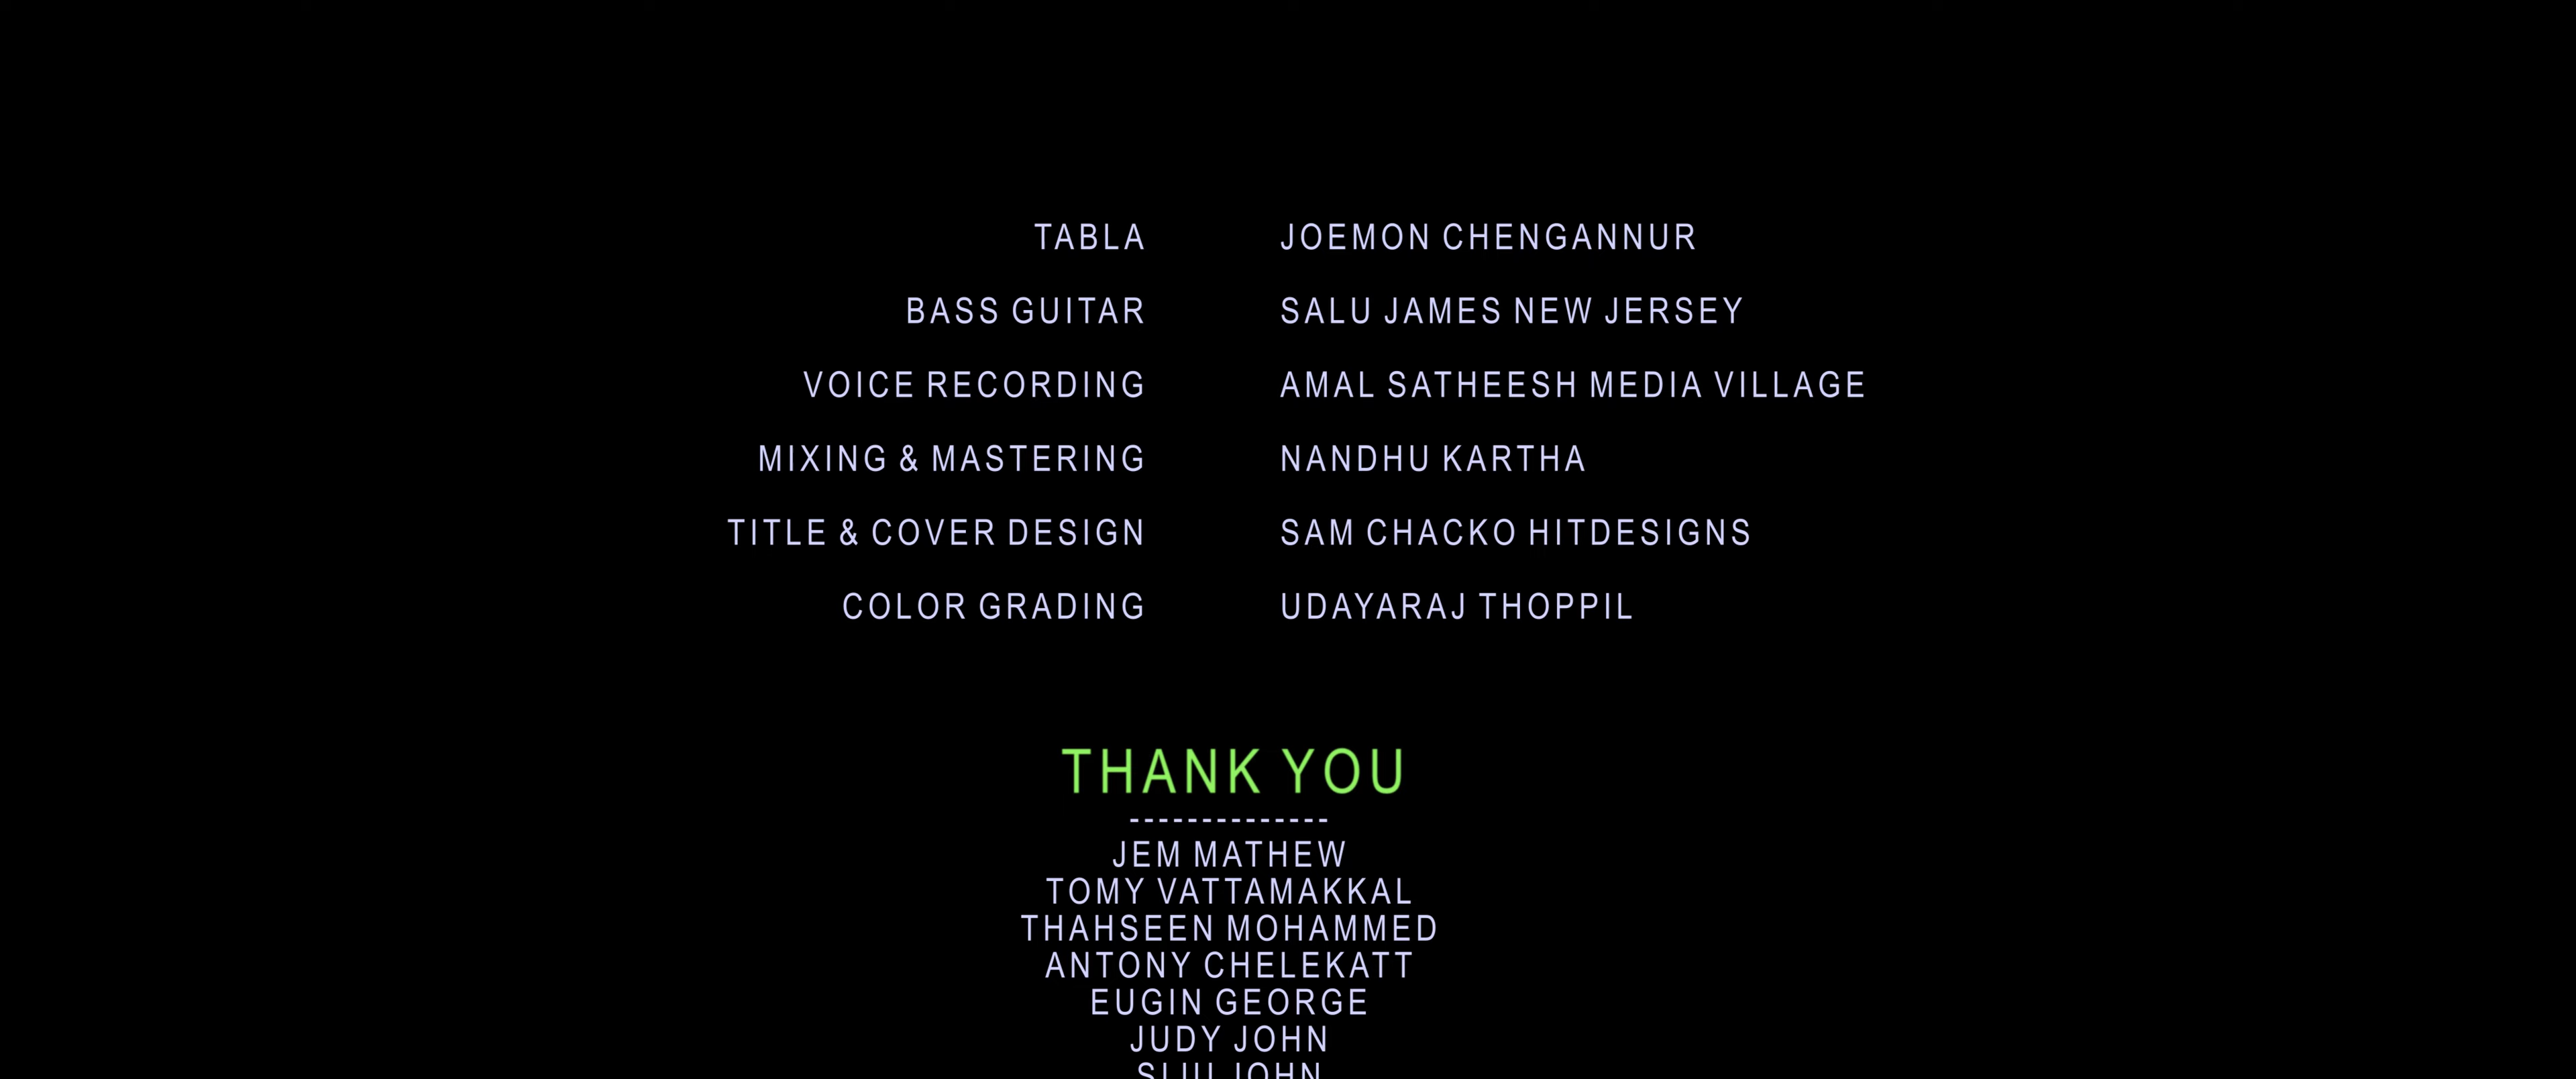 TABLA JOEMON CHENGANNUR
BASS GUITAR SALU JAMES NEW JERSEY
VOICE RECORDING AMAL SATHEESH MEDIA VILLAGE
MIXING & MASTERING NANDHU KARTHA
TITLE & COVER DESIGN SAM CHACKO HITDESIGNS
COLOR GRADING UDAYARAJ THOPPIL
THANK YOU
--------------
JEM MATHEW
TOMY VATTAMAKKAL
THAHSEEN MOHAMMED
ANTONY CHELEKATT
EUGIN GEORGE
JUDY JOHN
JOHN